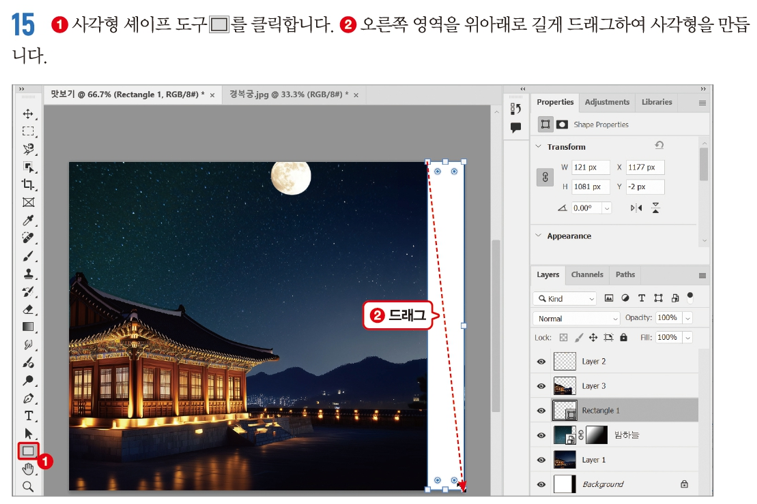 15 ❶ 사각형 셰이프 도구를 클릭합니다. ❷ 오른쪽 영역을 위아래로 길게 드래그하여 사각형을 만듭
니다.
맛보기 @ 66.7% (Rectangle 1, RGB/8#) * ×
경복궁.jpg @ 33.3% (RGB/8#) * ×
Properties
Adjustments
Libraries
Shape Properties
Transform
W 121 px X 1177 px
H 1081 px Y -2 px
0.00°
Appearance
❷ 드래그
❶
Layers
Channels
Paths
Kind
Normal
Opacity: 100%
Lock:
Fill: 100%
Layer 2
Layer 3
Rectangle 1
밤하늘
Layer 1
Background